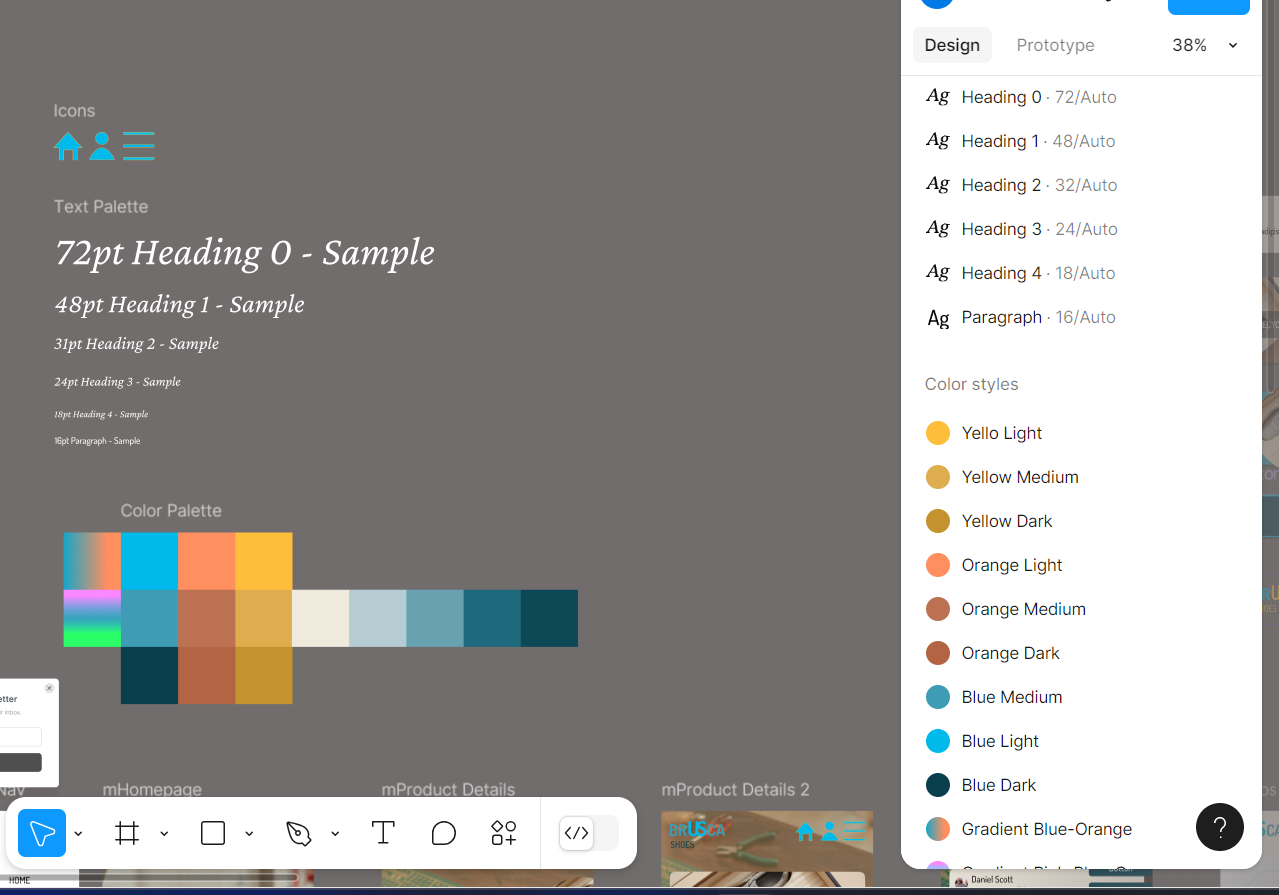 Design
Prototype
38%
Icons
Text Palette
72pt Heading 0 - Sample
48pt Heading 1 - Sample
31pt Heading 2 - Sample
24pt Heading 3 - Sample
18pt Heading 4 - Sample
16pt Paragraph - Sample
Color Palette
etter
r inbox.
Nav
mHomepage
mProduct Details
mProduct Details 2
BRUSCA
SHOES
HOME
Ag Heading 0 · 72/Auto
Ag Heading 1 · 48/Auto
Ag Heading 2 · 32/Auto
Ag Heading 3 · 24/Auto
Ag Heading 4 · 18/Auto
Ag Paragraph · 16/Auto
Color styles
Yello Light
Yellow Medium
Yellow Dark
Orange Light
Orange Medium
Orange Dark
Blue Medium
Blue Light
Blue Dark
Gradient Blue-Orange
?
Daniel Scott